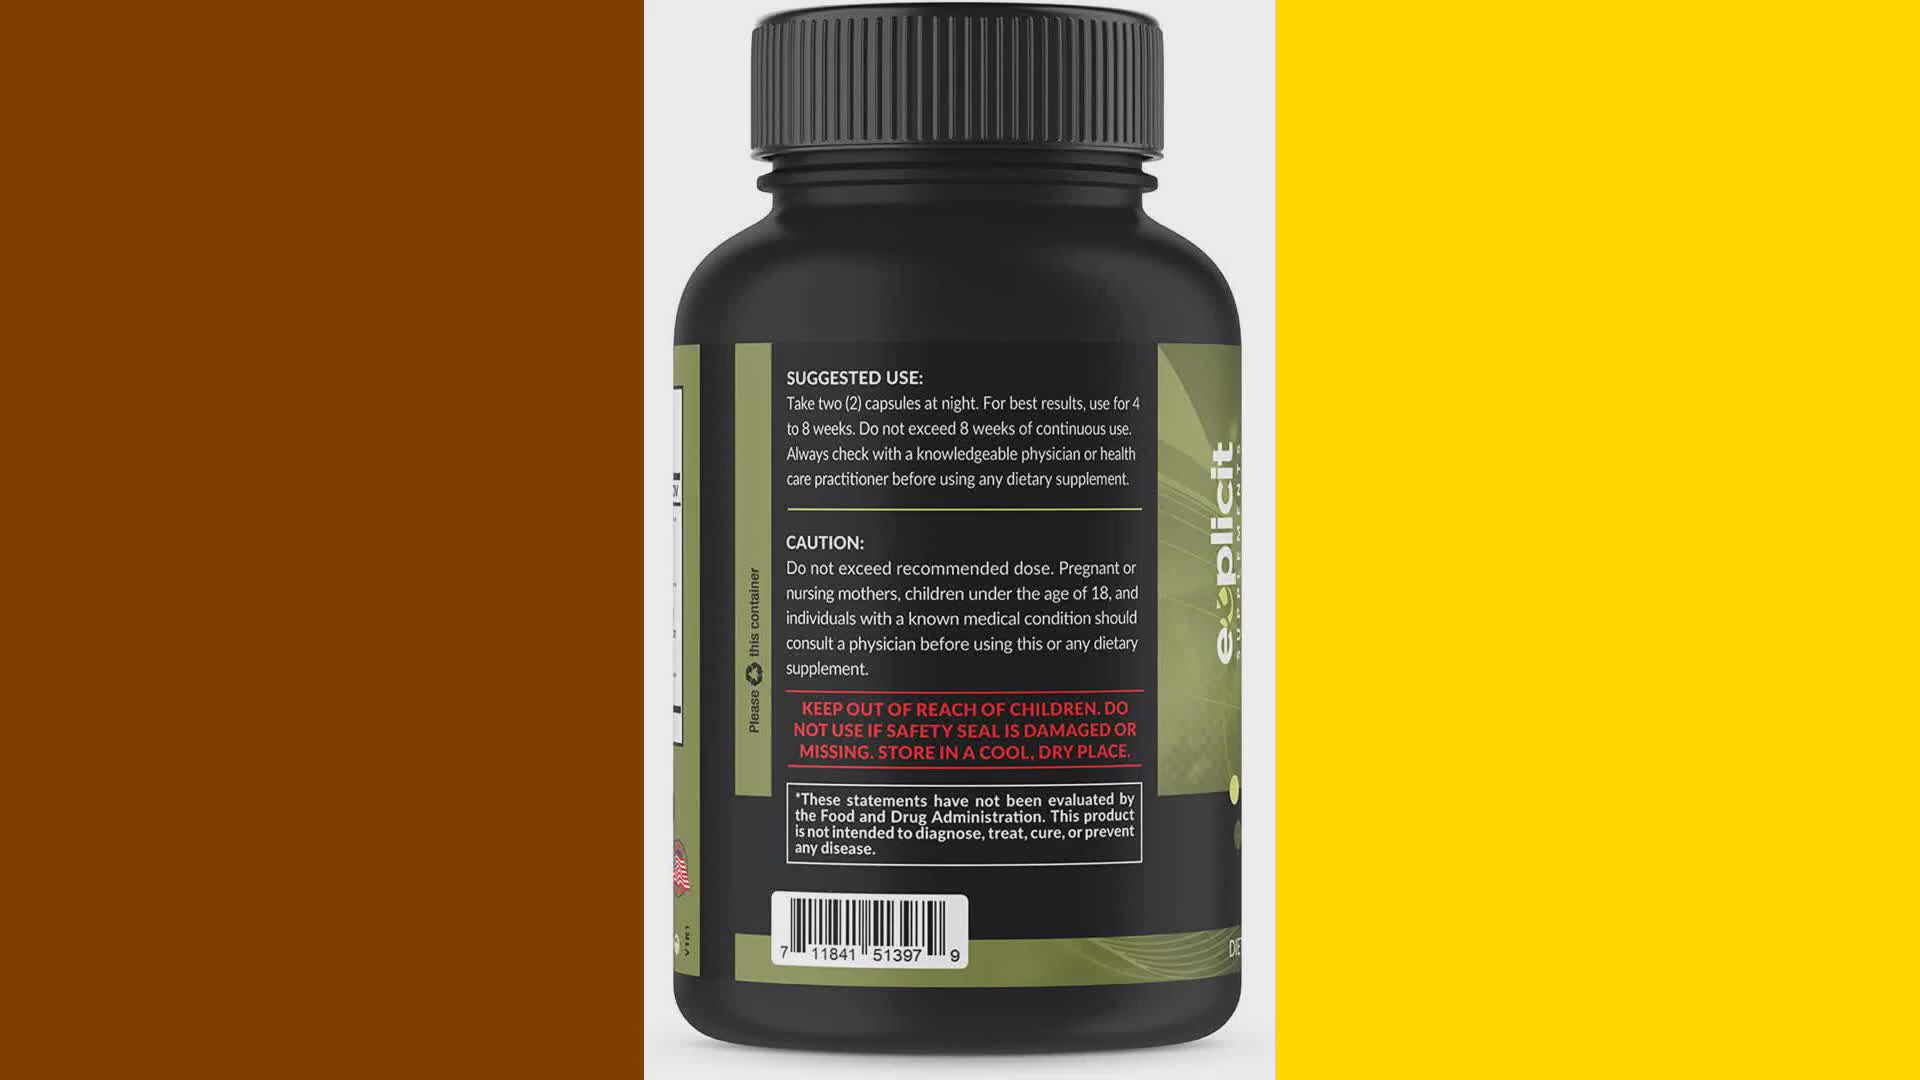 SUGGESTED USE:
Take two (2) capsules at night. For best results, use for 4
to 8 weeks. Do not exceed 8 weeks of continuous use.
Always check with a knowledgeable physician or health
care practitioner before using any dietary supplement.
CAUTION:
Do not exceed recommended dose. Pregnant or
nursing mothers, children under the age of 18, and
individuals with a known medical condition should
consult a physician before using this or any dietary
supplement.
KEEP OUT OF REACH OF CHILDREN. DO
NOT USE IF SAFETY SEAL IS DAMAGED OR
MISSING. STORE IN A COOL, DRY PLACE.
*These statements have not been evaluated by
the Food and Drug Administration. This product
is not intended to diagnose, treat, cure, or prevent
any disease.
7 11841 51397 9
Please this container
explicit
SUPPLEMENTS
V1R1